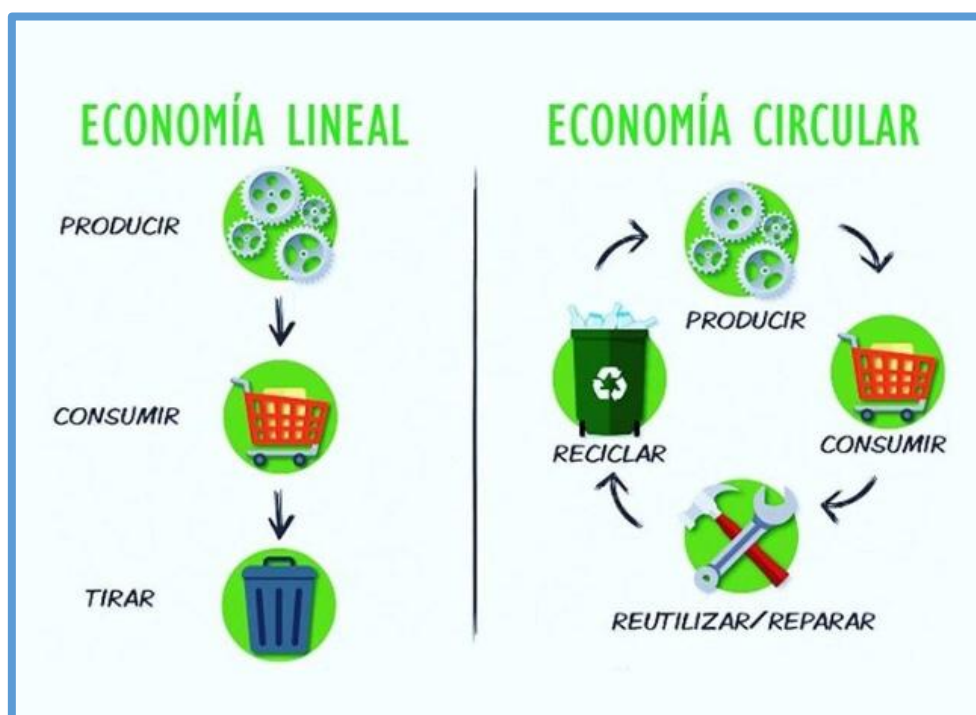 ECONOMÍA LINEAL
PRODUCIR
CONSUMIR
TIRAR
ECONOMÍA CIRCULAR
PRODUCIR
CONSUMIR
REUTILIZAR/REPARAR
RECICLAR